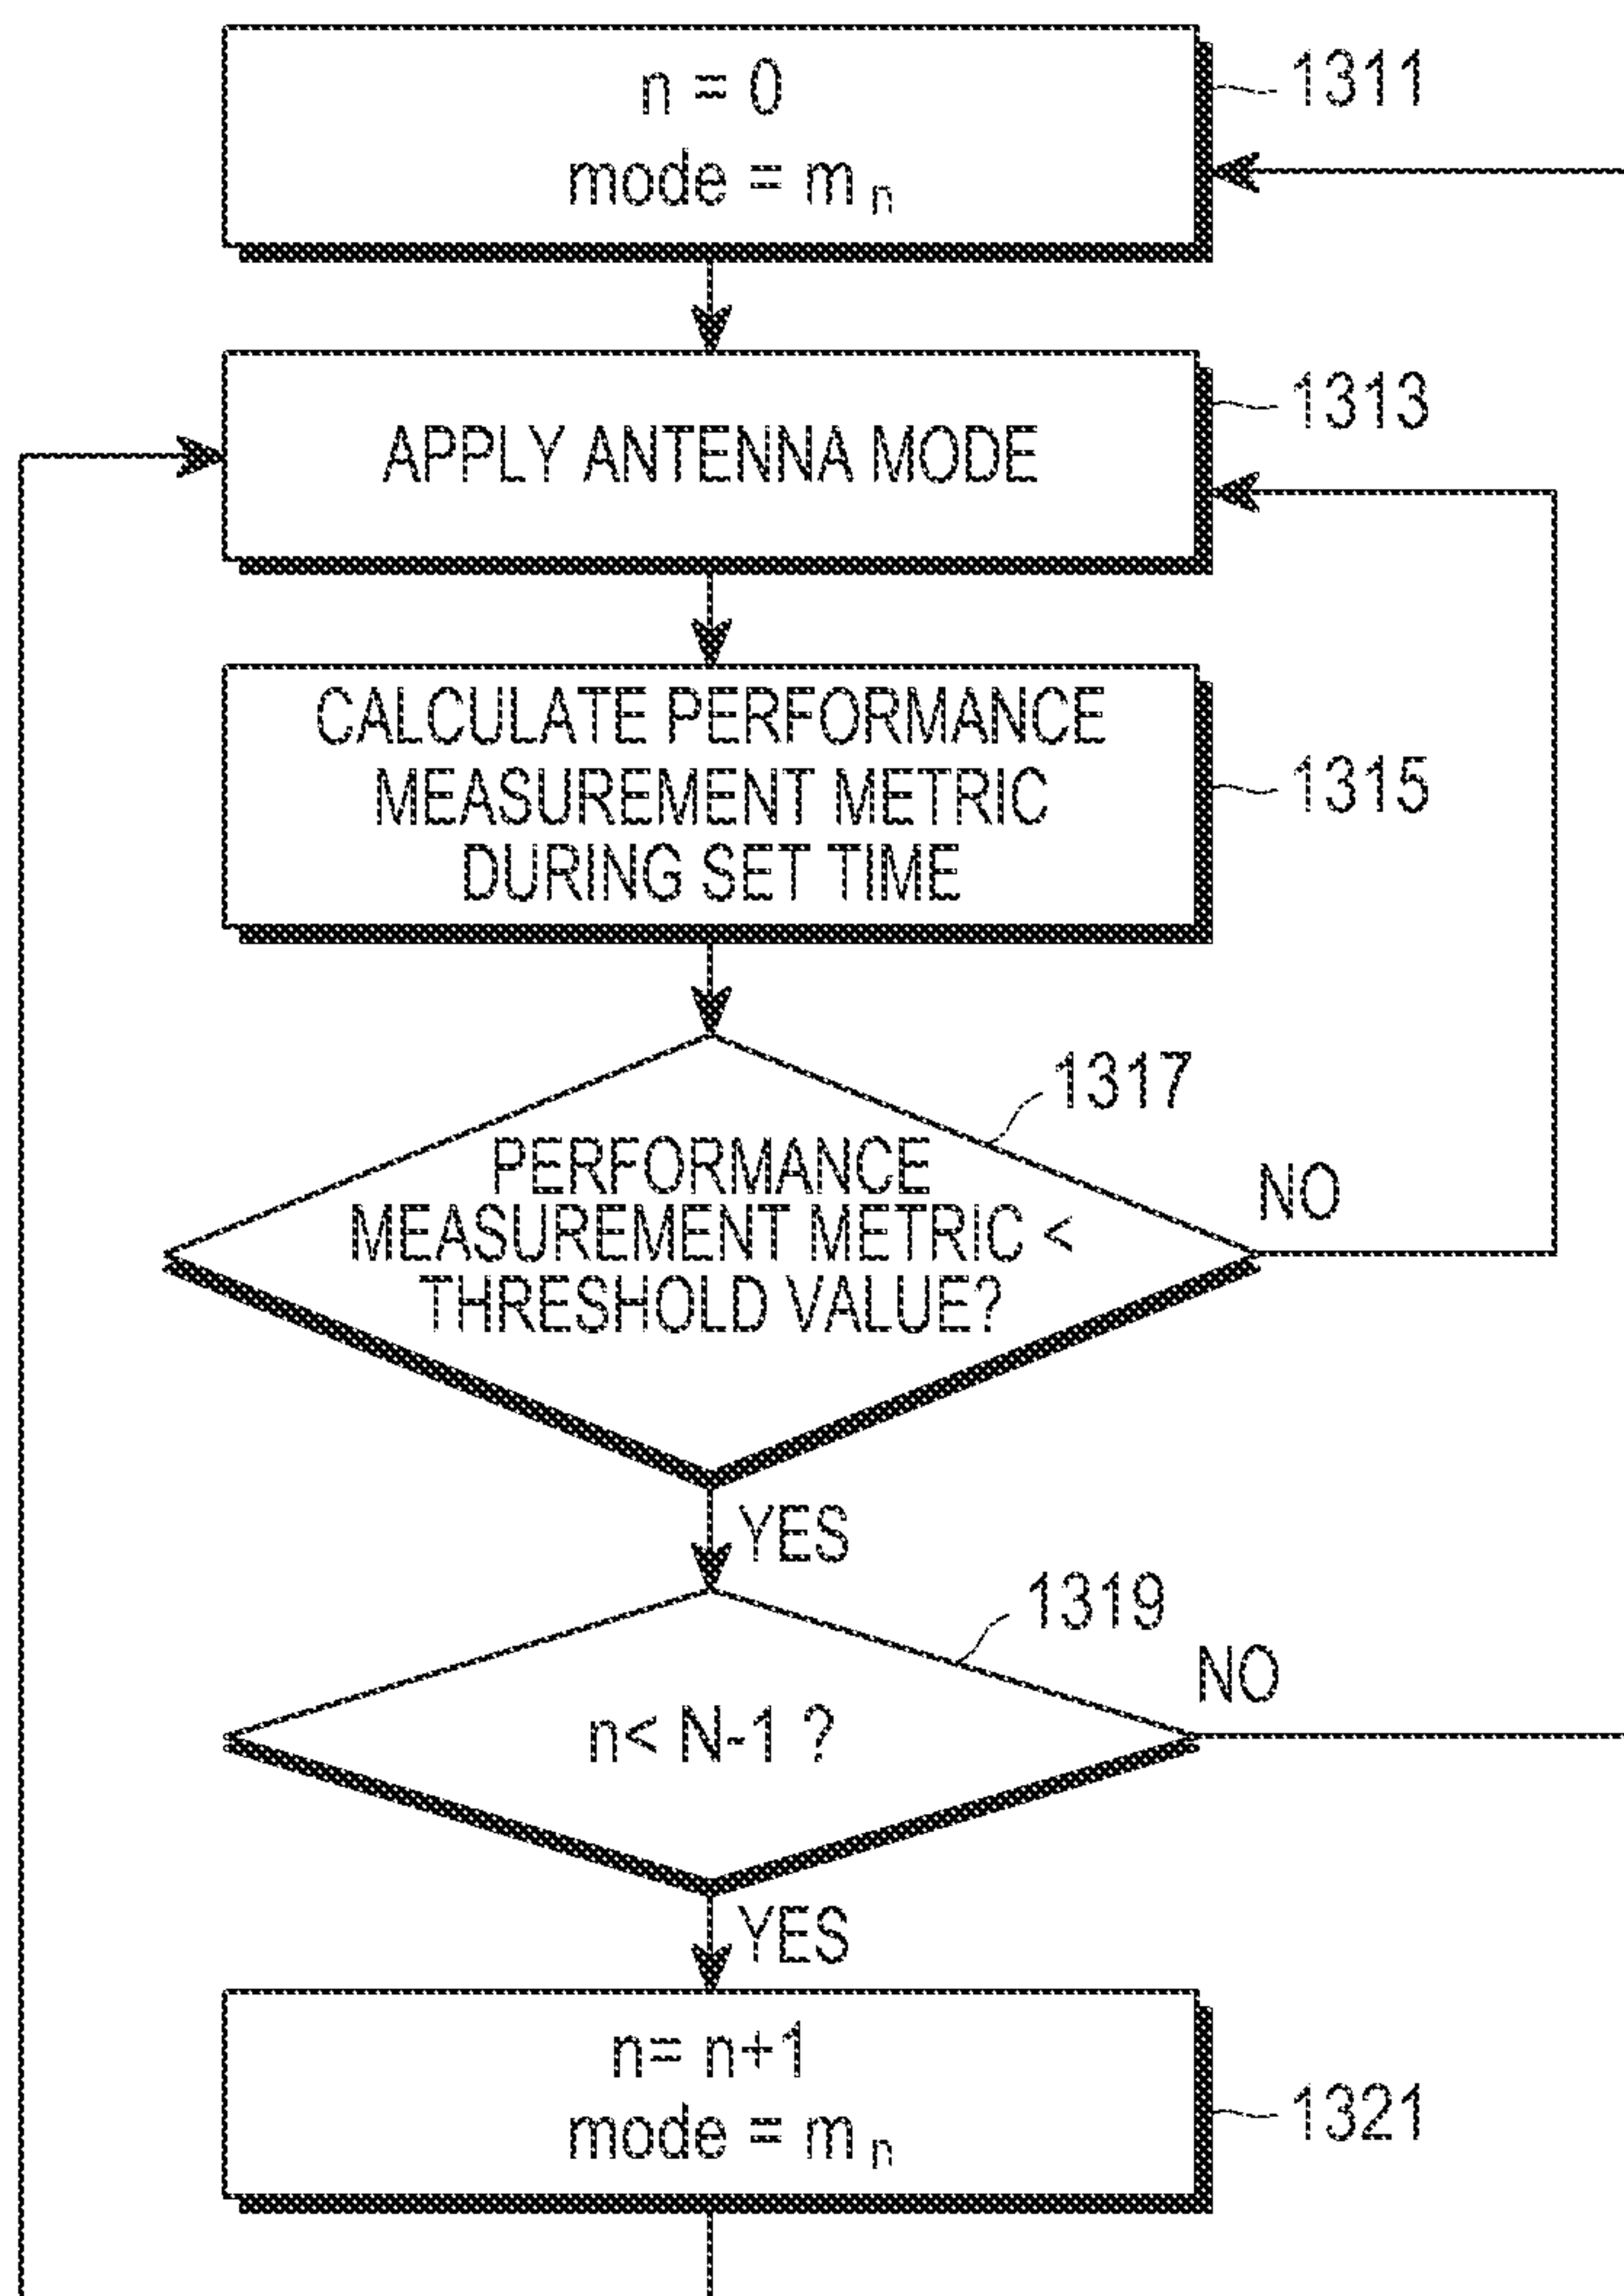 n = 0
mode = m n
1311
APPLY ANTENNA MODE
1313
CALCULATE PERFORMANCE
MEASUREMENT METRIC
DURING SET TIME
1315
1317
PERFORMANCE
MEASUREMENT METRIC <
THRESHOLD VALUE?
NO
YES
1319
n< N-1 ?
NO
YES
n= n+1
mode = m n
1321